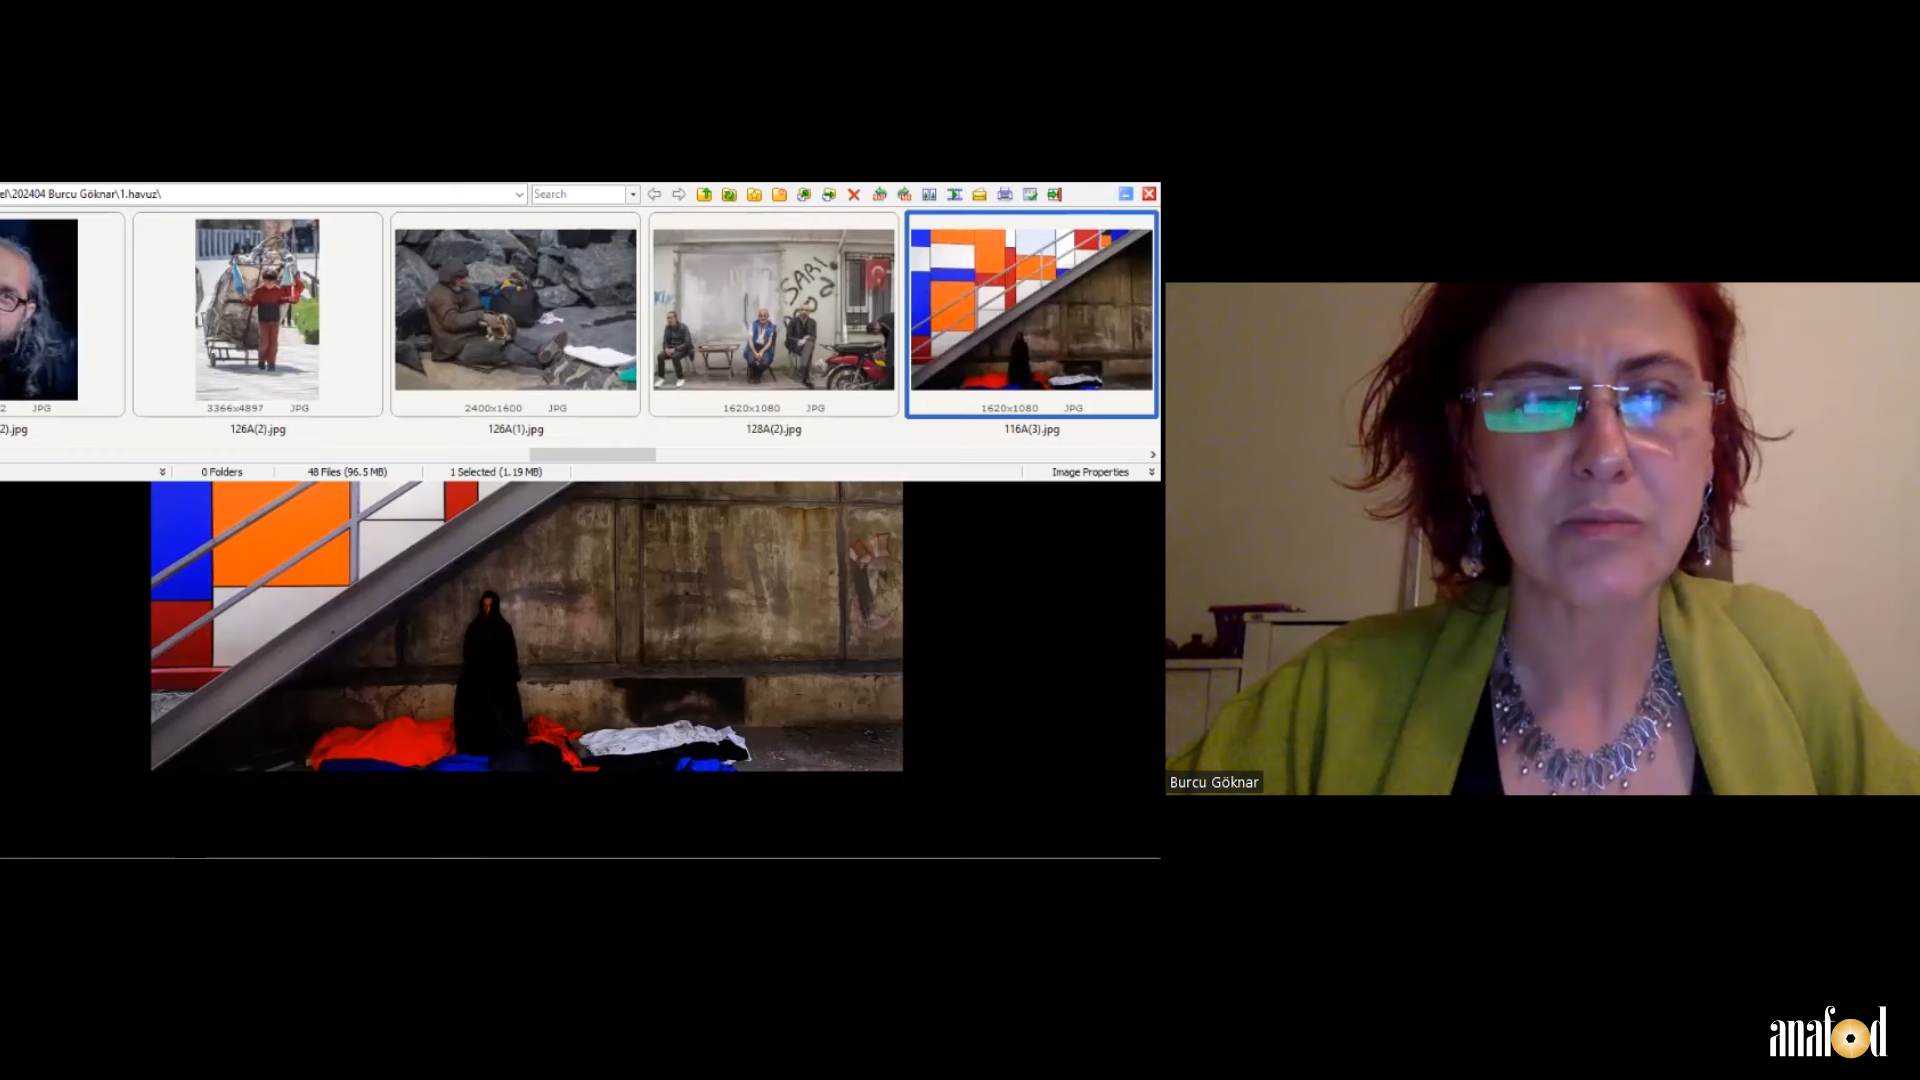 el\202404 Burcu Göknar\1.havuz\
Search
2 JPG
3366x4897 JPG
2400x1600 JPG
1620x1080 JPG
1620x1080 JPG
2).jpg
126A(2).jpg
126A(1).jpg
128A(2).jpg
116A(3).jpg
SARI
0 Folders
48 Files (96.5 MB)
1 Selected (1.19 MB)
Image Properties
Burcu Göknar
anafod